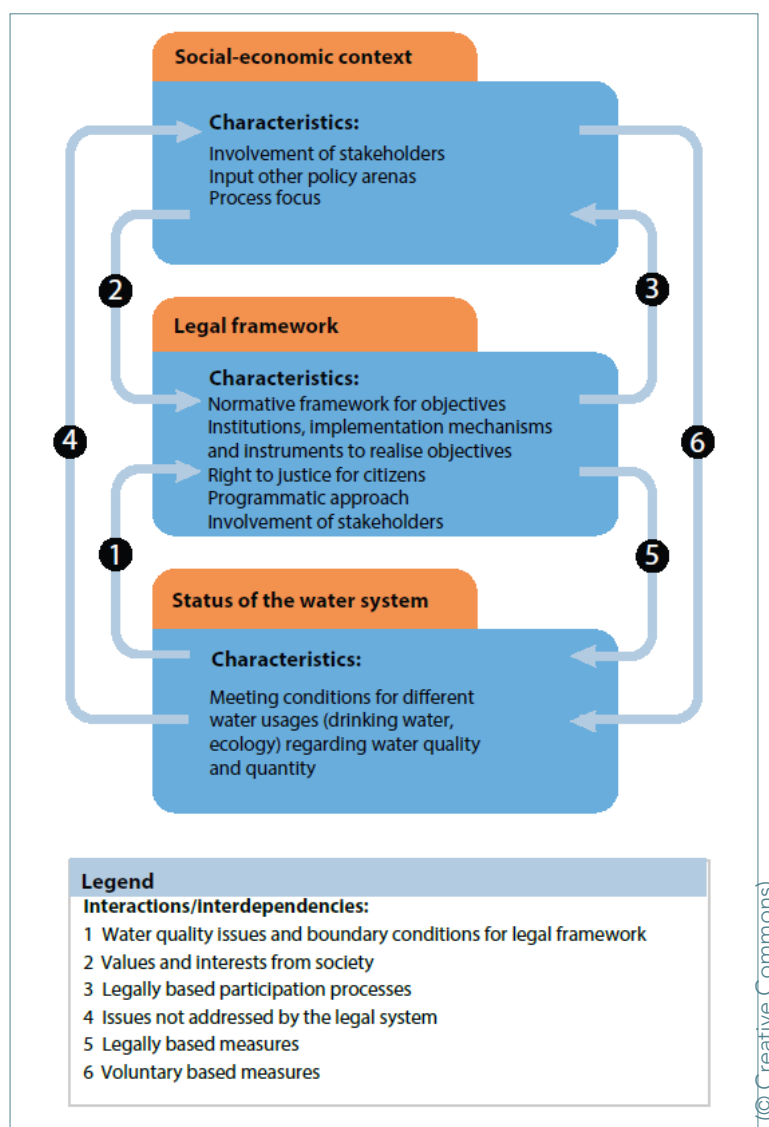 Social-economic context
Characteristics:
Involvement of stakeholders
Input other policy arenas
Process focus
2
3
Legal framework
Characteristics:
Normative framework for objectives
Institutions, implementation mechanisms
and instruments to realise objectives
Right to justice for citizens
Programmatic approach
Involvement of stakeholders
4
6
1
5
Status of the water system
Characteristics:
Meeting conditions for different
water usages (drinking water,
ecology) regarding water quality
and quantity
Legend
Interactions/interdependencies:
1 Water quality issues and boundary conditions for legal framework
2 Values and interests from society
3 Legally based participation processes
4 Issues not addressed by the legal system
5 Legally based measures
6 Voluntary based measures
(© Creative Commons)